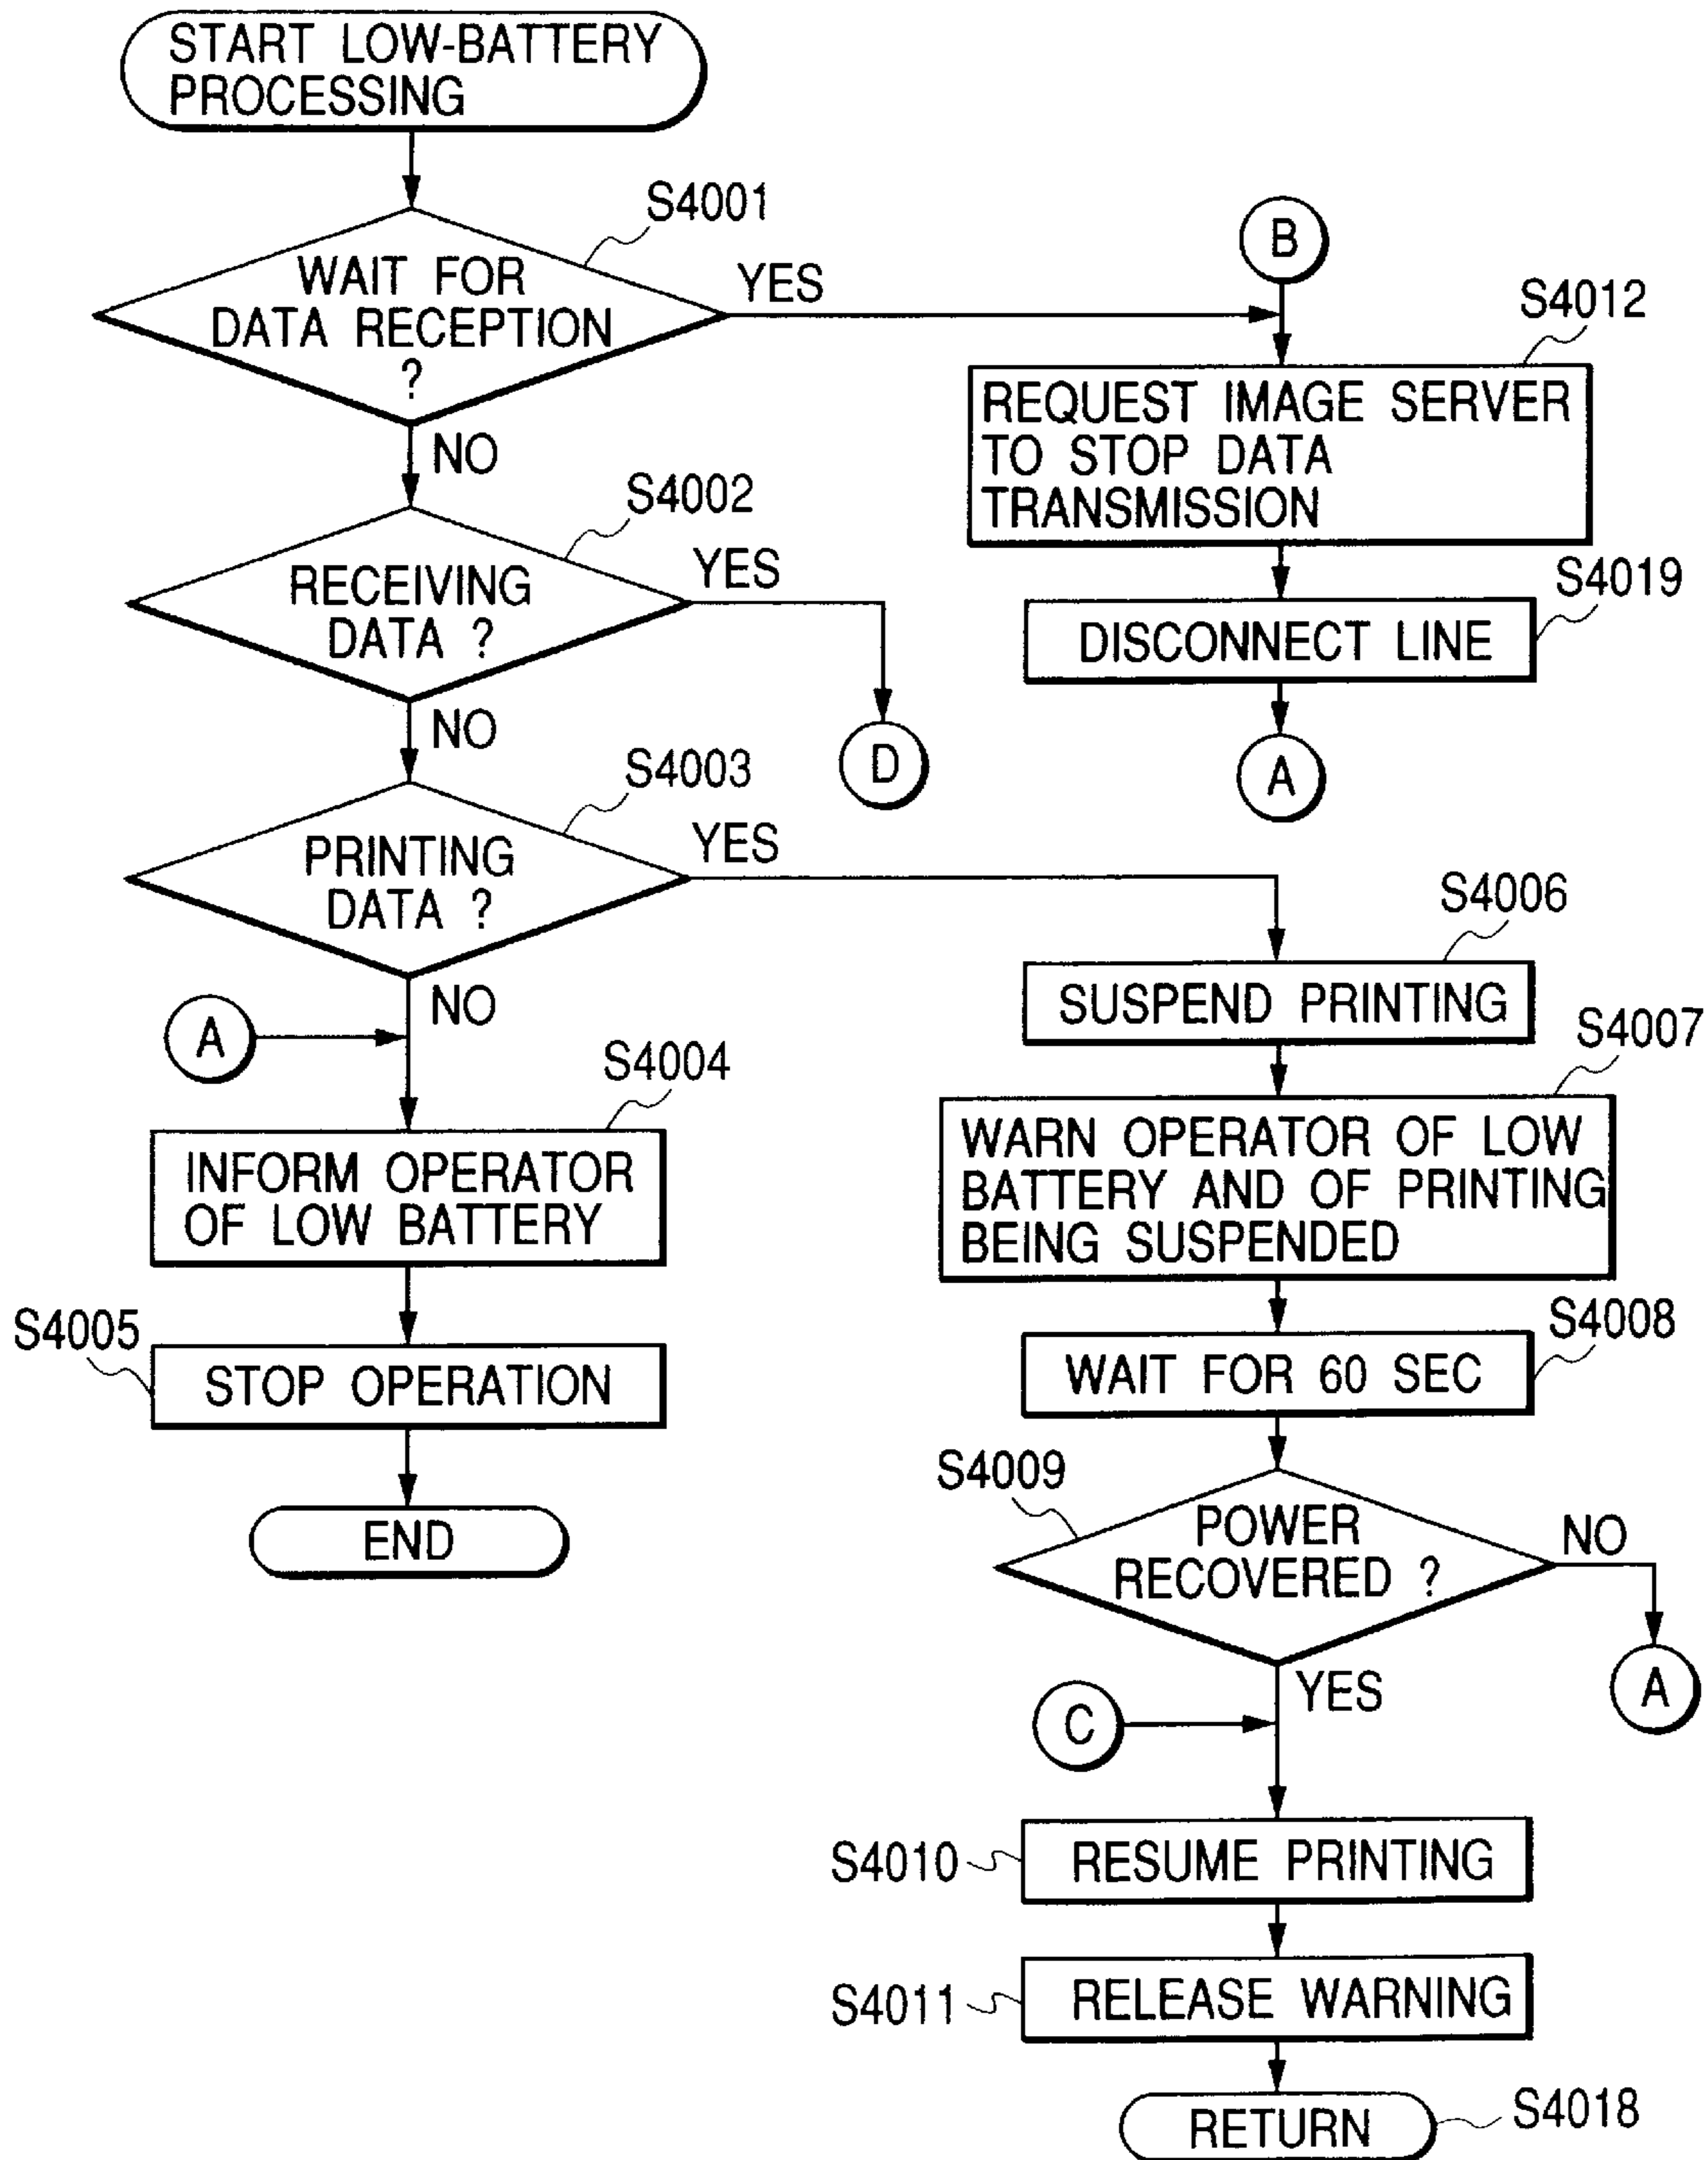 START LOW-BATTERY
PROCESSING
S4001
WAIT FOR
DATA RECEPTION
?
YES
NO
B
S4012
REQUEST IMAGE SERVER
TO STOP DATA
TRANSMISSION
S4019
DISCONNECT LINE
A
S4002
RECEIVING
DATA ?
YES
D
NO
S4003
PRINTING
DATA ?
YES
NO
A
S4004
INFORM OPERATOR
OF LOW BATTERY
S4005
STOP OPERATION
END
S4006
SUSPEND PRINTING
S4007
WARN OPERATOR OF LOW
BATTERY AND OF PRINTING
BEING SUSPENDED
S4008
WAIT FOR 60 SEC
S4009
POWER
RECOVERED ?
NO
A
YES
C
S4010
RESUME PRINTING
S4011
RELEASE WARNING
RETURN
S4018